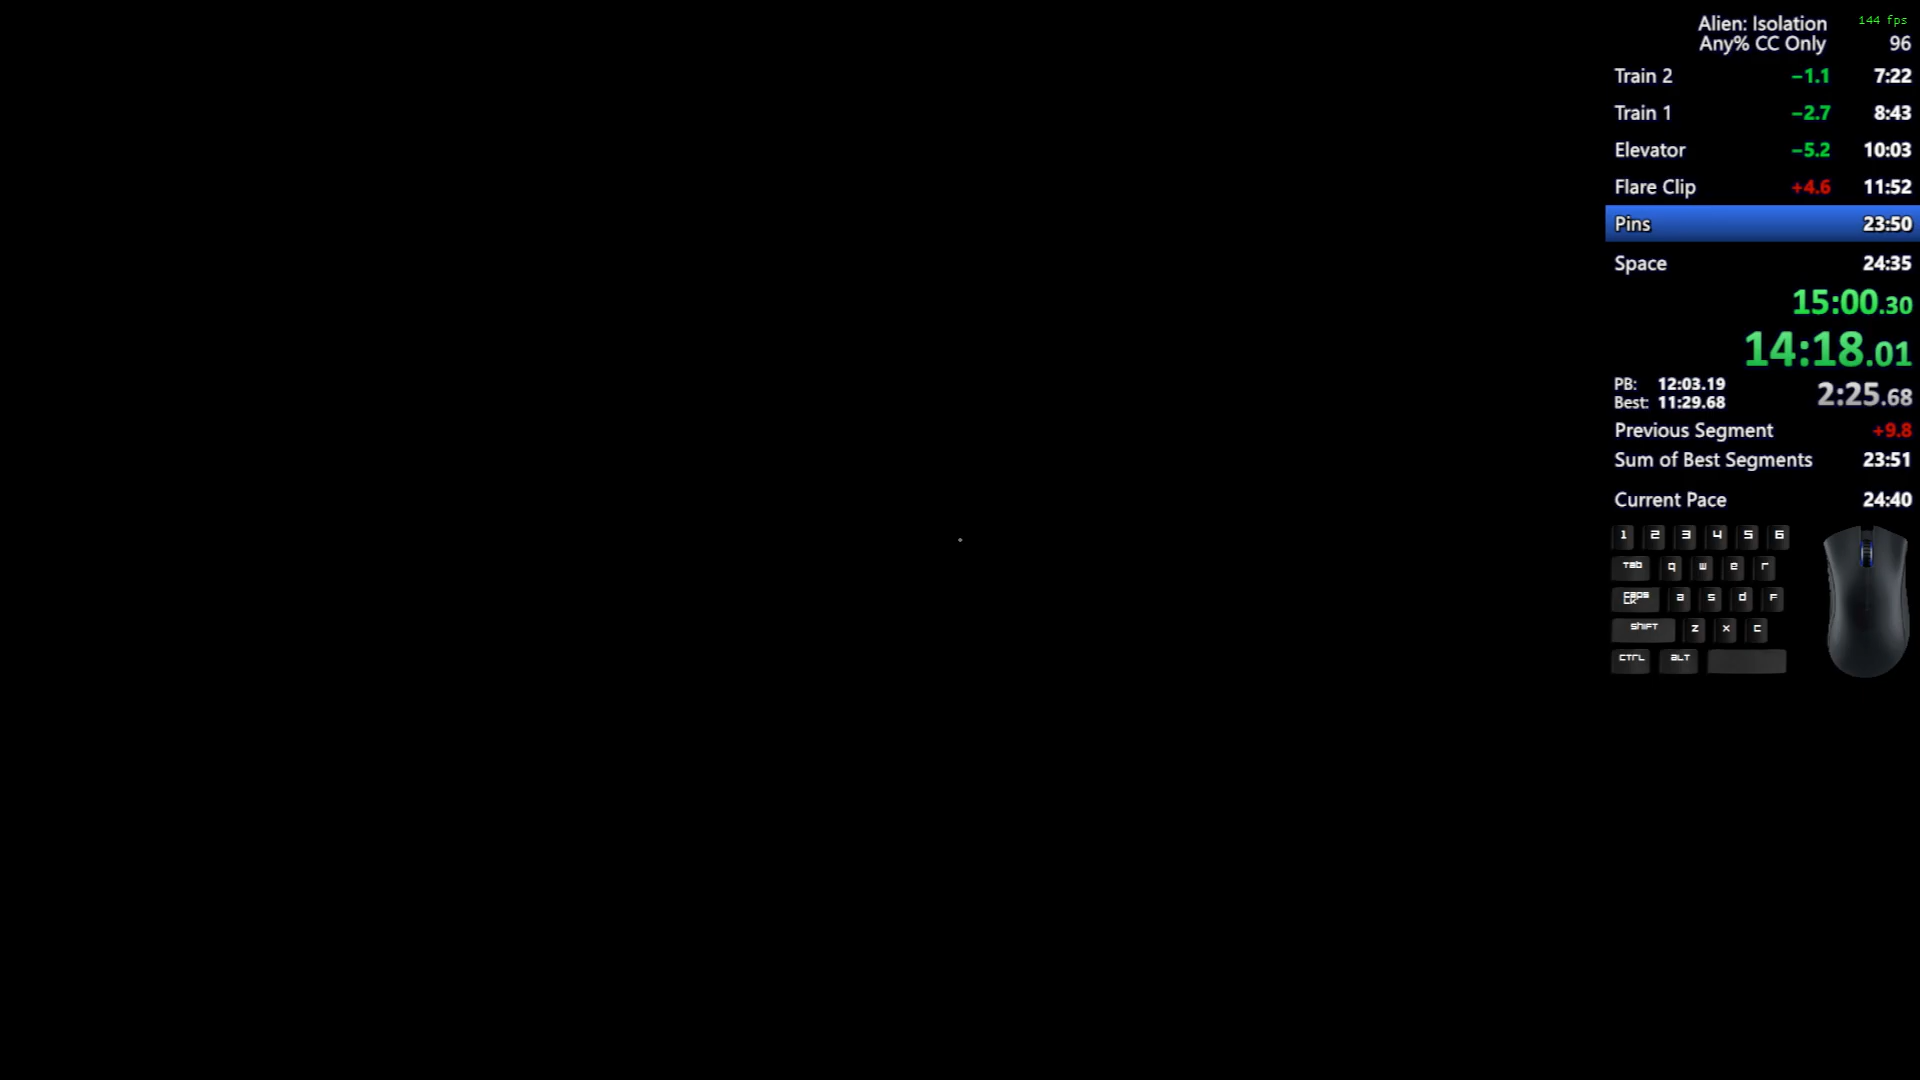 144 fps
Alien: Isolation
Any% CC Only 96
Train 2 −1.1 7:22
Train 1 −2.7 8:43
Elevator −5.2 10:03
Flare Clip +4.6 11:52
Pins 23:50
Space 24:35
15:00.30
14:18.01
PB: 12:03.19
Best: 11:29.68
2:25.68
Previous Segment +9.8
Sum of Best Segments 23:51
Current Pace 24:40
1 2 3 4 5 6
Tab q w e r
caps LK a s d F
shift z x c
CTRL aLT